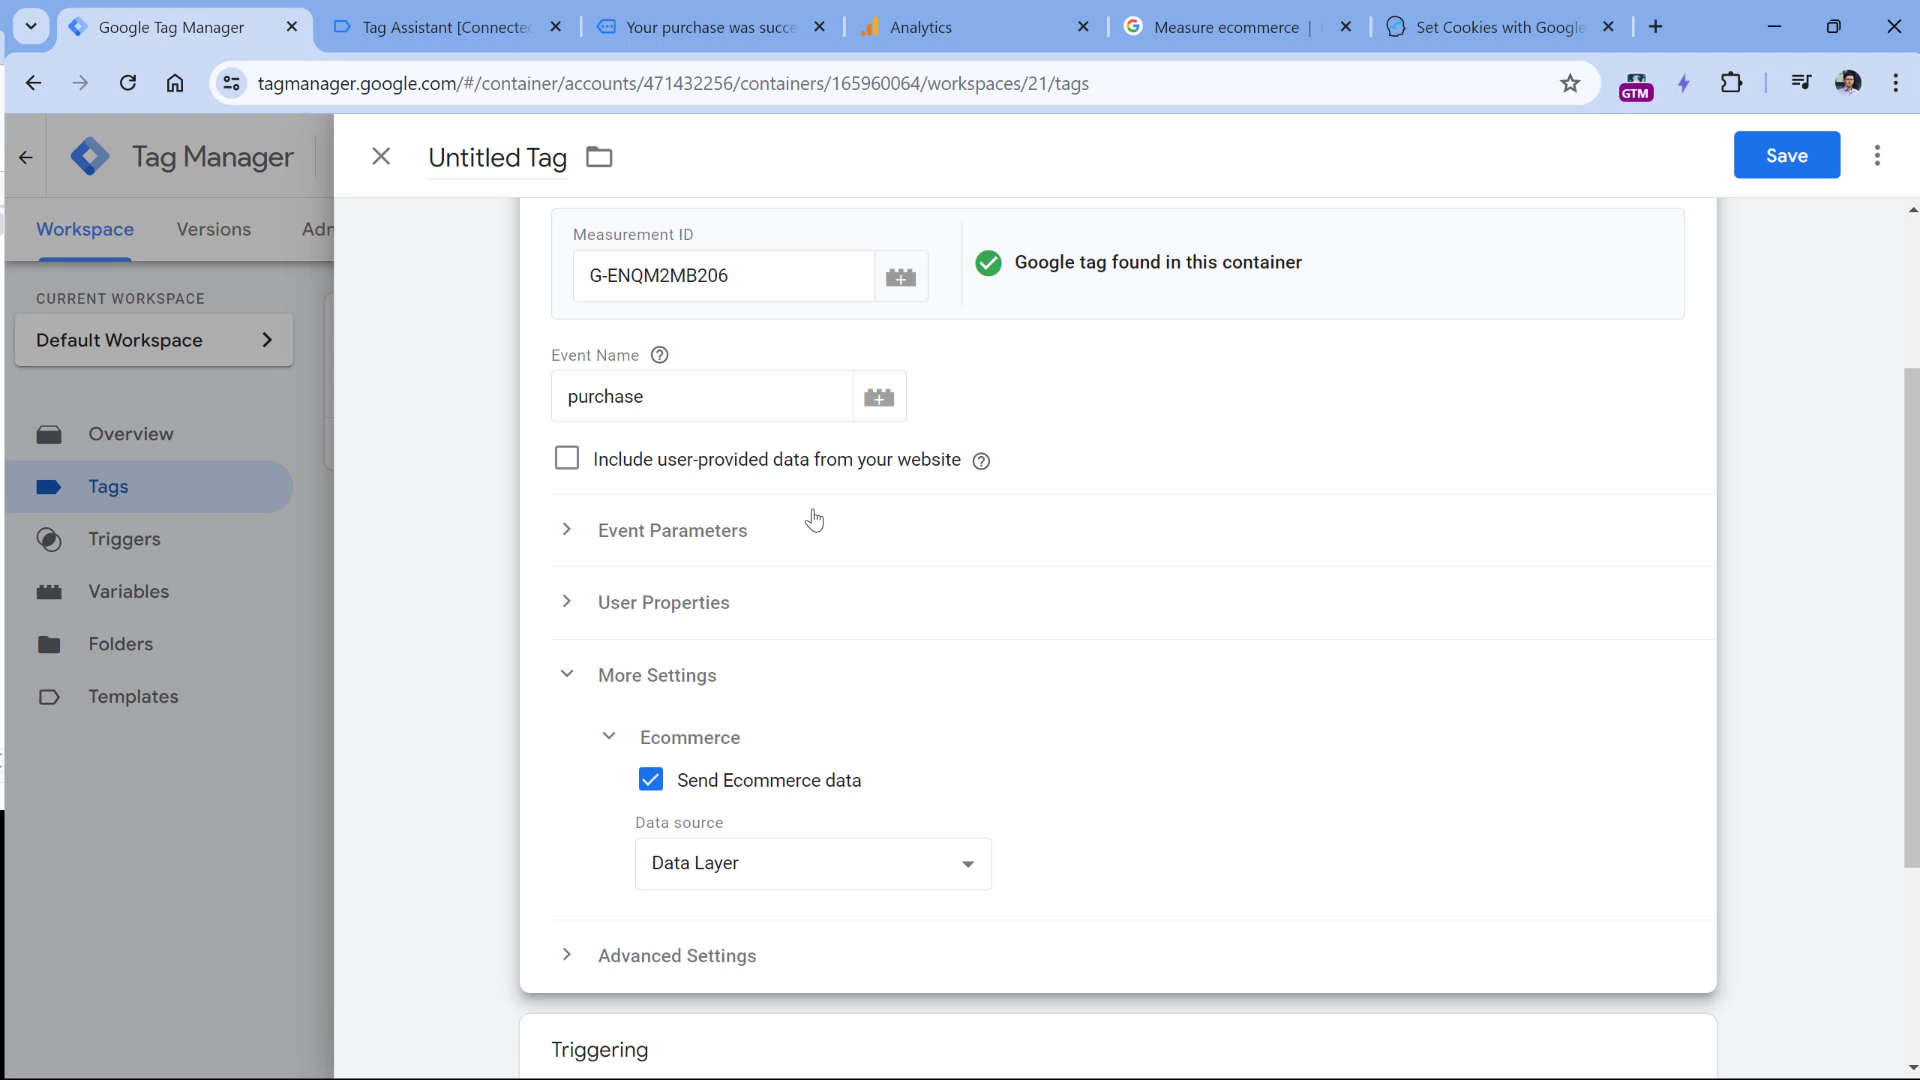 Google Tag Manager
Tag Assistant [Connected
Your purchase was succe
Analytics
Measure ecommerce |
Set Cookies with Google
tagmanager.google.com/#/container/accounts/471432256/containers/165960064/workspaces/21/tags
GTM
Tag Manager
Untitled Tag
Save
Workspace
Versions
Adm
CURRENT WORKSPACE
Default Workspace
Overview
Tags
Triggers
Variables
Folders
Templates
Measurement ID
G-ENQM2MB206
Google tag found in this container
Event Name
purchase
Include user-provided data from your website
Event Parameters
User Properties
More Settings
Ecommerce
Send Ecommerce data
Data source
Data Layer
Advanced Settings
Triggering